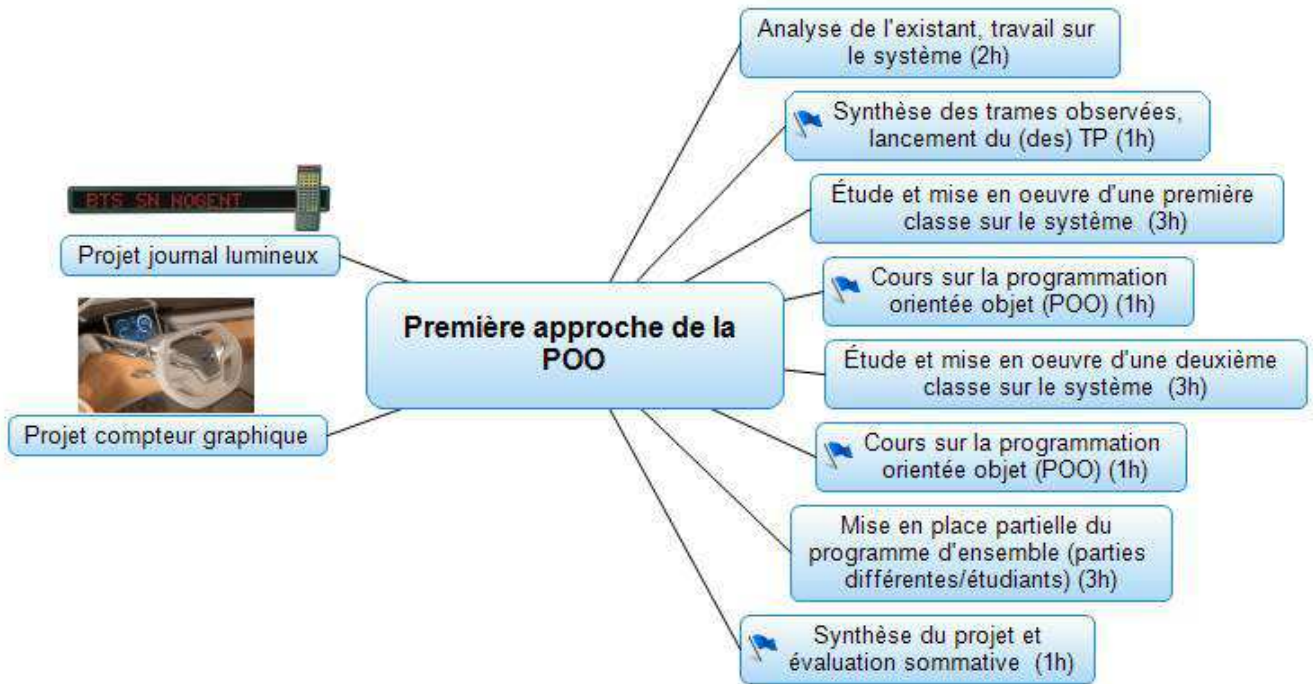 BTS SN NOGENT
Projet journal lumineux
Projet compteur graphique
Première approche de la
POO
Analyse de l'existant, travail sur
le système (2h)
Synthèse des trames observées,
lancement du (des) TP (1h)
Étude et mise en oeuvre d'une première
classe sur le système (3h)
Cours sur la programmation
orientée objet (POO) (1h)
Étude et mise en oeuvre d'une deuxième
classe sur le système (3h)
Cours sur la programmation
orientée objet (POO) (1h)
Mise en place partielle du
programme d'ensemble (parties
différentes/étudiants) (3h)
Synthèse du projet et
évaluation sommative (1h)